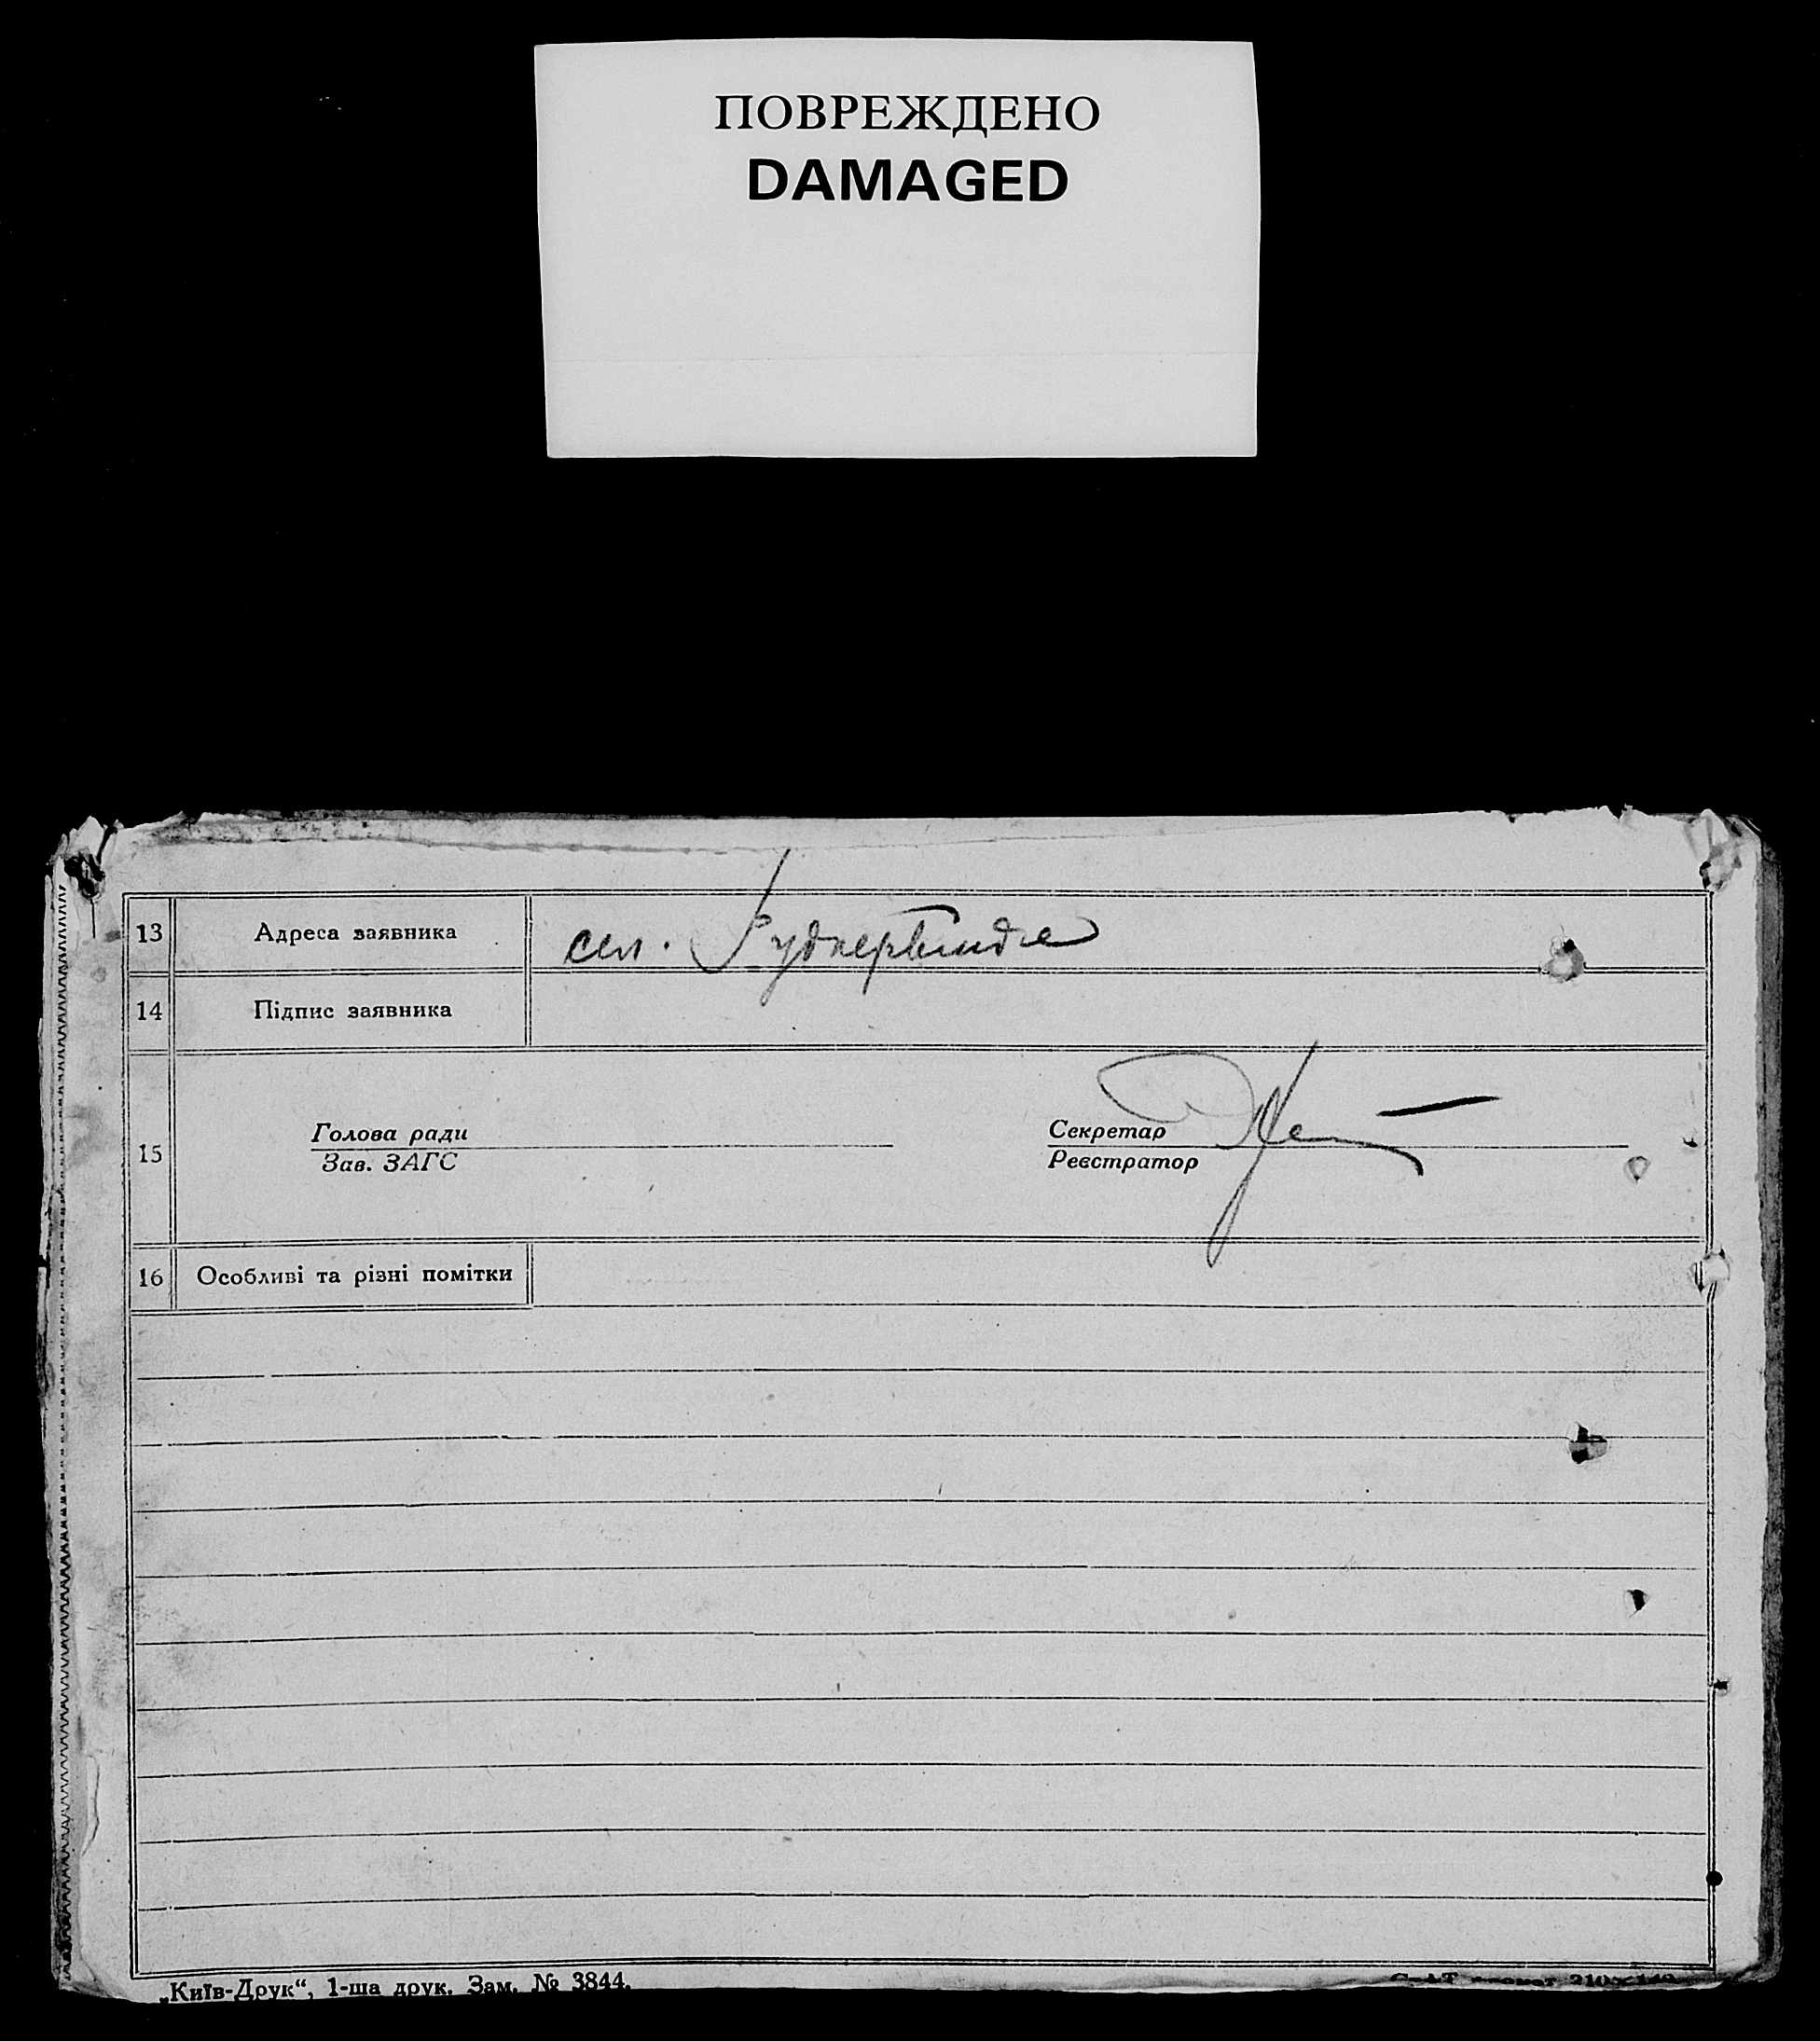 ПОВРЕЖДЕНО
DAMAGED
13 Адреса заявника сел.
14 Підпис заявника
15 Голова ради Секретар
Зав. ЗАГС Реєстратор
16 Особливі та різні помітки
„Київ-Друк“, 1-ша друк. Зам. № 3844.